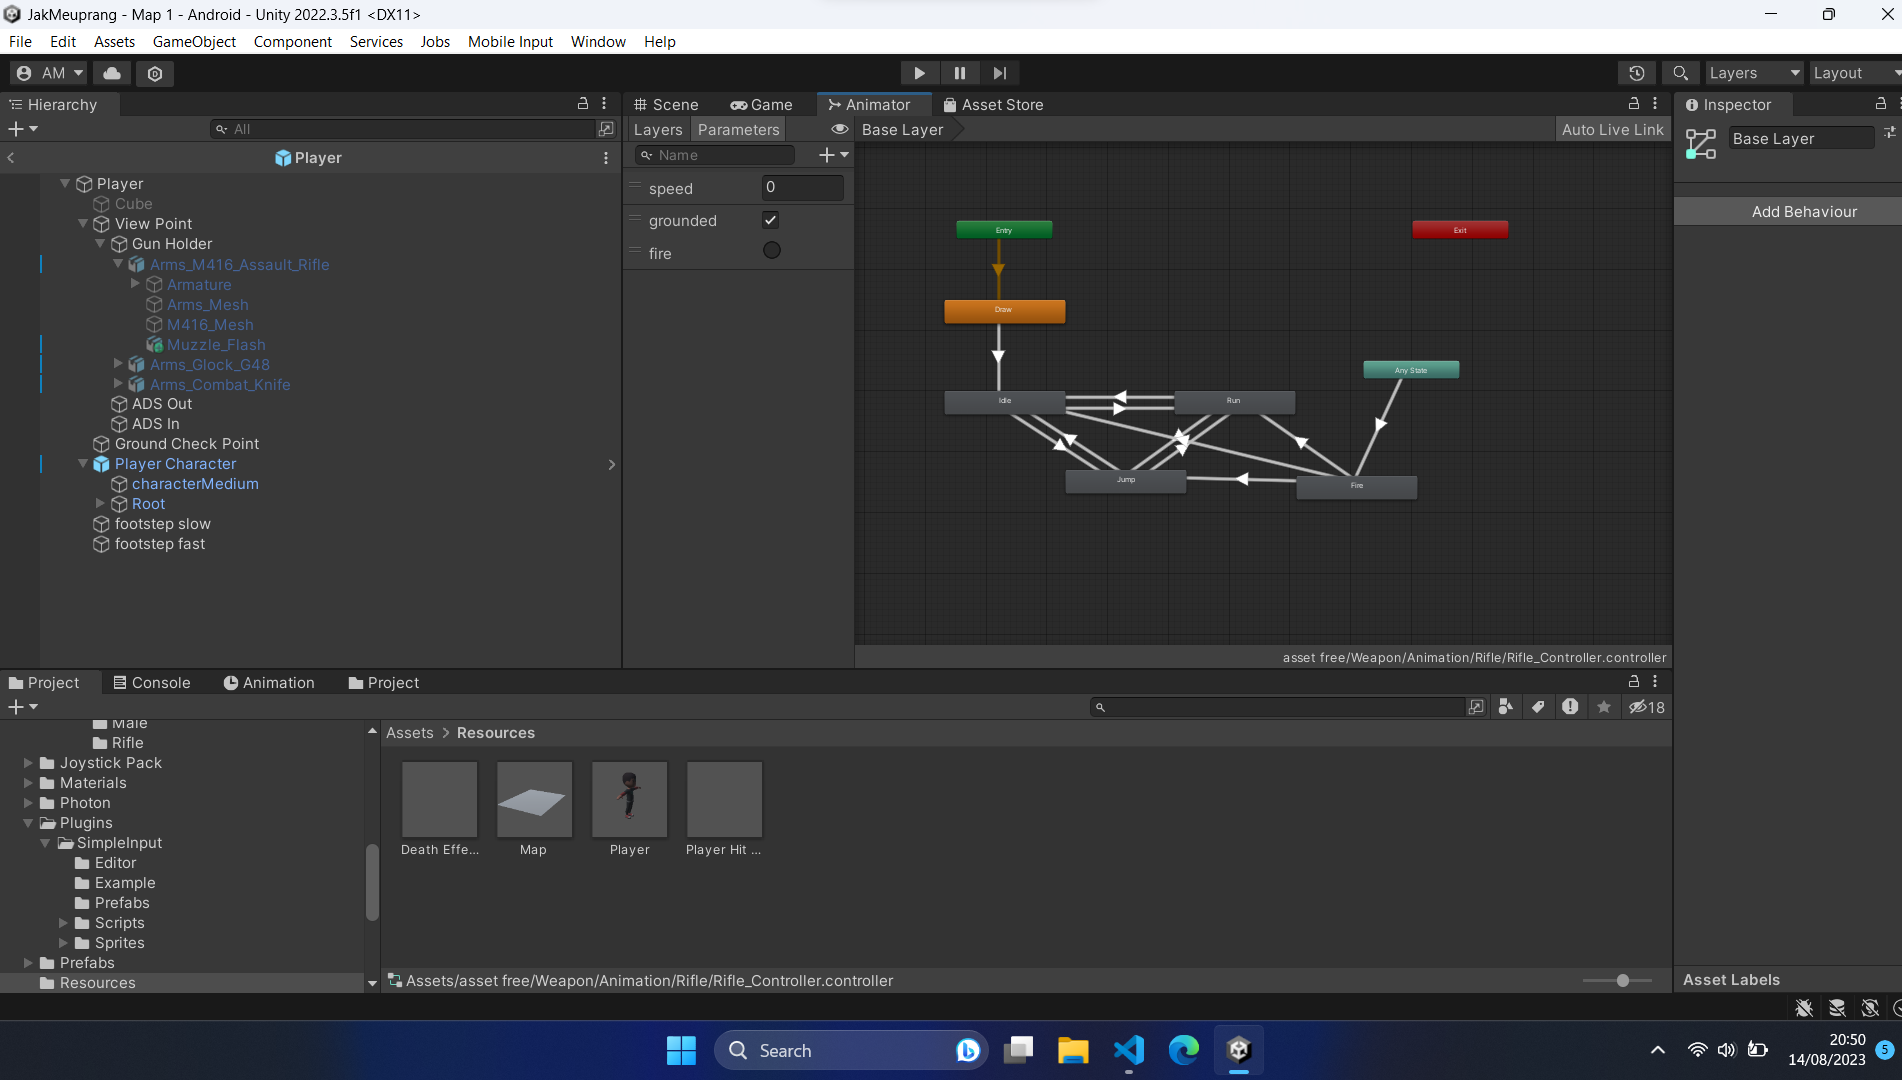 JakMeuprang - Map 1 - Android - Unity 2022.3.5f1 <DX11>
File Edit Assets GameObject Component Services Jobs Mobile Input Window Help
AM
Layers Layout
Hierarchy
All
Player
Player
Cube
View Point
Gun Holder
Arms_M416_Assault_Rifle
Armature
Arms_Mesh
M416_Mesh
Muzzle_Flash
Arms_Glock_G48
Arms_Combat_Knife
ADS Out
ADS In
Ground Check Point
Player Character
characterMedium
Root
footstep slow
footstep fast
Scene Game Animator Asset Store
Layers Parameters
Base Layer
Auto Live Link
Name
speed 0
grounded
fire
Entry
Exit
Draw
Any State
Idle
Run
Jump
Fire
asset free/Weapon/Animation/Rifle/Rifle_Controller.controller
Inspector
Base Layer
Add Behaviour
Asset Labels
Project Console Animation Project
18
Male
Rifle
Joystick Pack
Materials
Photon
Plugins
SimpleInput
Editor
Example
Prefabs
Scripts
Sprites
Prefabs
Resources
Assets > Resources
Death Effe...
Map
Player
Player Hit ...
Assets/asset free/Weapon/Animation/Rifle/Rifle_Controller.controller
Search
20:50
14/08/2023
5